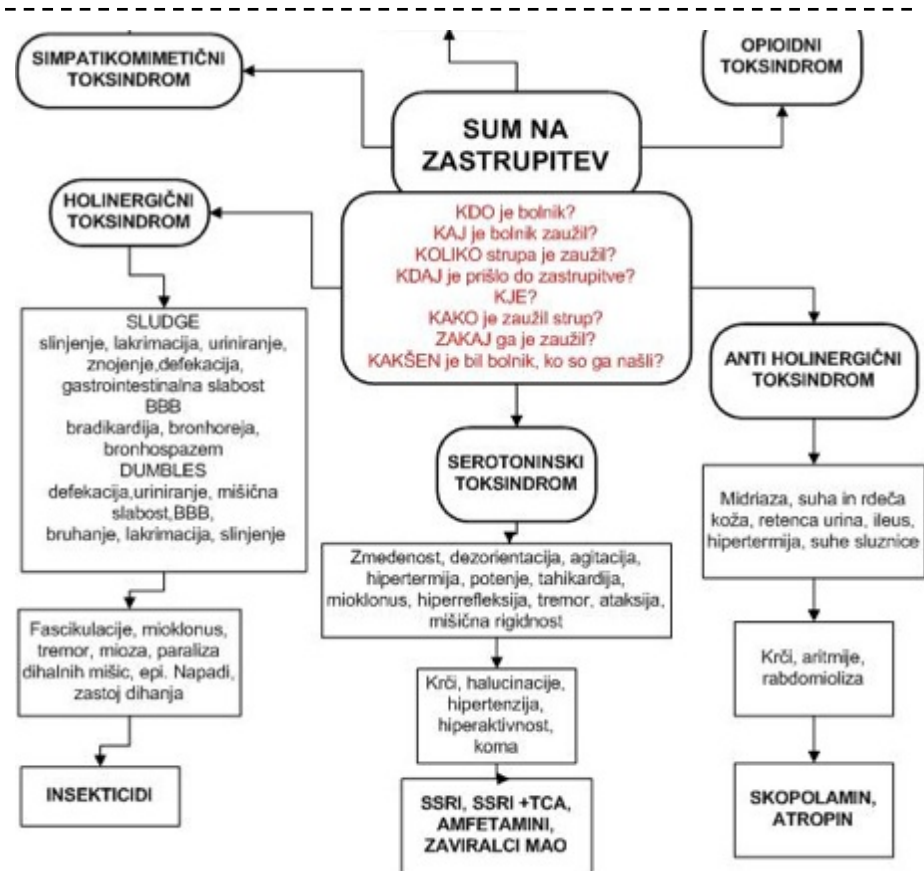 SIMPATIKOMIMETIČNI
TOKSINDROM
OPIOIDNI
TOKSINDROM
SUM NA
ZASTRUPITEV
KDO je bolnik?
KAJ je bolnik zaužil?
KOLIKO strupa je zaužil?
KDAJ je prišlo do zastrupitve?
KJE?
KAKO je zaužil strup?
ZAKAJ ga je zaužil?
KAKŠEN je bil bolnik, ko so ga našli?
HOLINERGIČNI
TOKSINDROM
SLUDGE
slinjenje, lakrimacija, uriniranje,
znojenje,defekacija,
gastrointestinalna slabost
BBB
bradikardija, bronhoreja,
bronhospazem
DUMBLES
defekacija,uriniranje, mišična
slabost,BBB,
bruhanje, lakrimacija, slinjenje
Fascikulacije, mioklonus,
tremor, mioza, paraliza
dihalnih mišic, epi. Napadi,
zastoj dihanja
INSEKTICIDI
SEROTONINSKI
TOKSINDROM
Zmedenost, dezorientacija, agitacija,
hipertermija, potenje, tahikardija,
mioklonus, hiperrefleksija, tremor, ataksija,
mišična rigidnost
Krči, halucinacije,
hipertenzija,
hiperaktivnost,
koma
SSRI, SSRI +TCA,
AMFETAMINI,
ZAVIRALCI MAO
ANTI HOLINERGIČNI
TOKSINDROM
Midriaza, suha in rdeča
koža, retenca urina, ileus,
hipertermija, suhe sluznice
Krči, aritmije,
rabdomioliza
SKOPOLAMIN,
ATROPIN